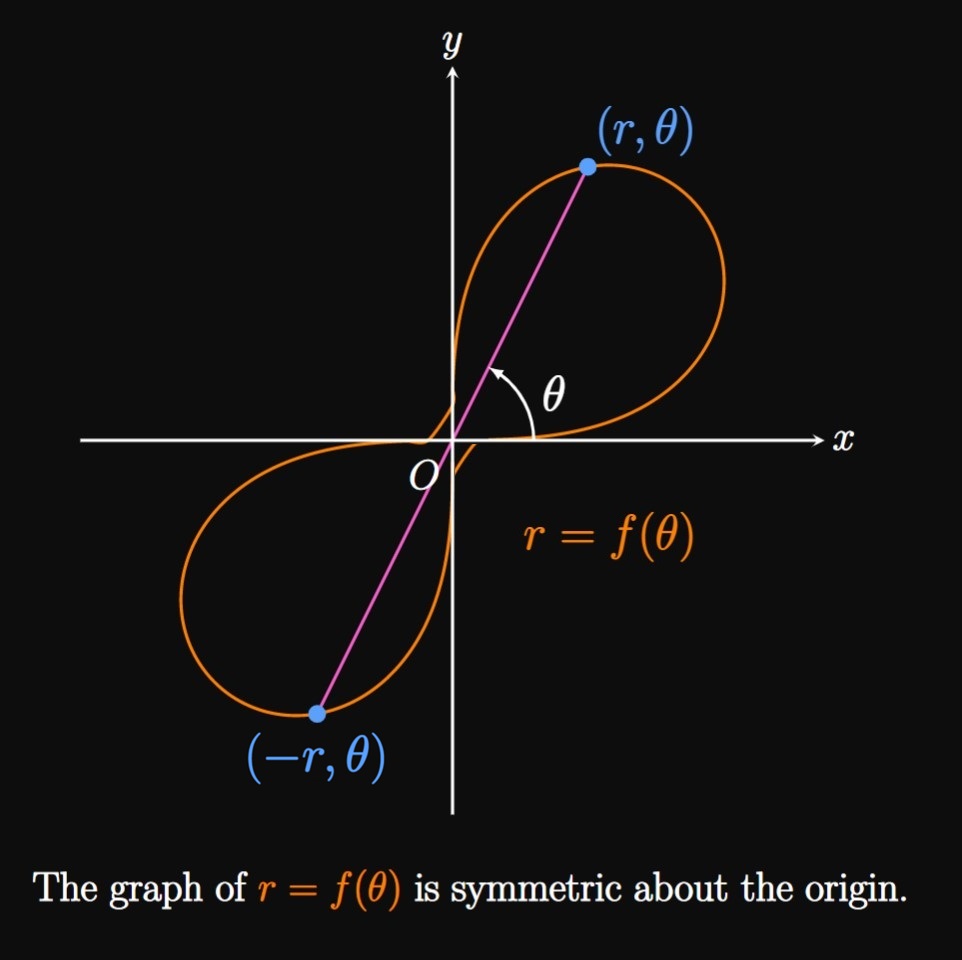 y
(r, θ)
θ
x
O
r = f(θ)
(−r, θ)
The graph of r = f(θ) is symmetric about the origin.